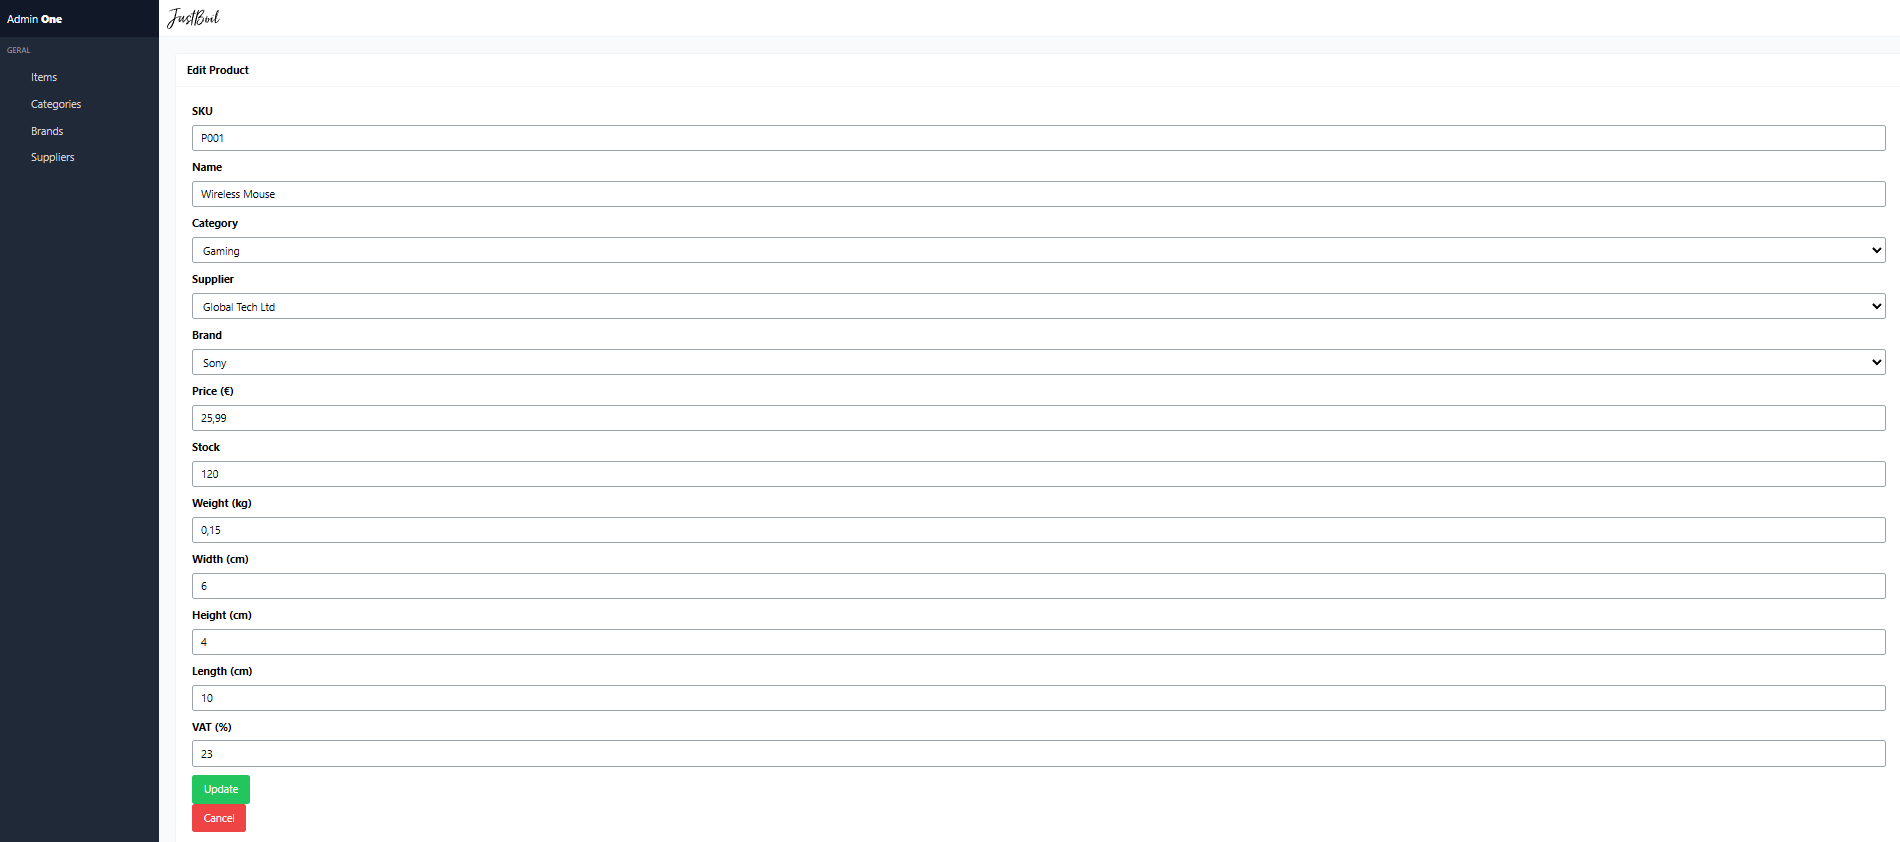 Admin One
JustBoil
GERAL
Items
Categories
Brands
Suppliers
Edit Product
SKU
P001
Name
Wireless Mouse
Category
Gaming
Supplier
Global Tech Ltd
Brand
Sony
Price (€)
25,99
Stock
120
Weight (kg)
0,15
Width (cm)
6
Height (cm)
4
Length (cm)
10
VAT (%)
23
Update
Cancel